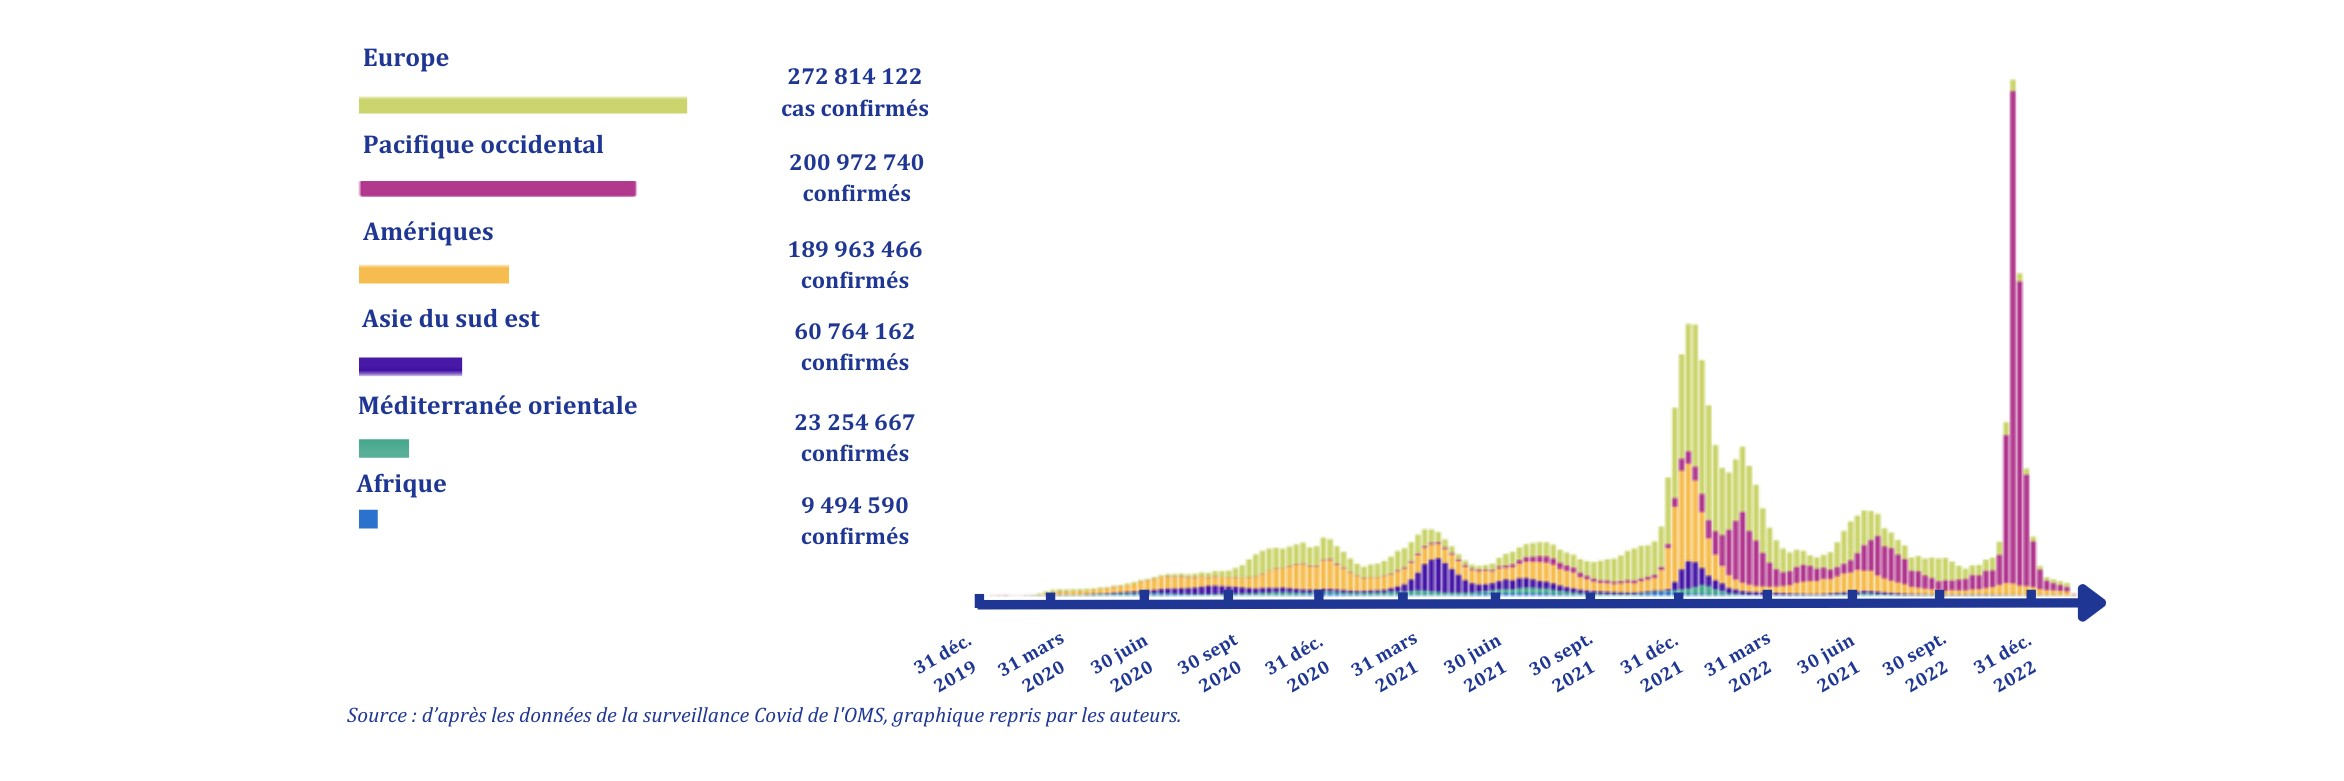 Europe
272 814 122
cas confirmés
Pacifique occidental
200 972 740
confirmés
Amériques
189 963 466
confirmés
Asie du sud est
60 764 162
confirmés
Méditerranée orientale
23 254 667
confirmés
Afrique
9 494 590
confirmés
31 déc.
2019
31 mars
2020
30 juin
2020
30 sept
2020
31 déc.
2020
31 mars
2021
30 juin
2021
30 sept.
2021
31 déc.
2021
31 mars
2022
30 juin
2021
30 sept.
2022
31 déc.
2022
Source : d’après les données de la surveillance Covid de l'OMS, graphique repris par les auteurs.